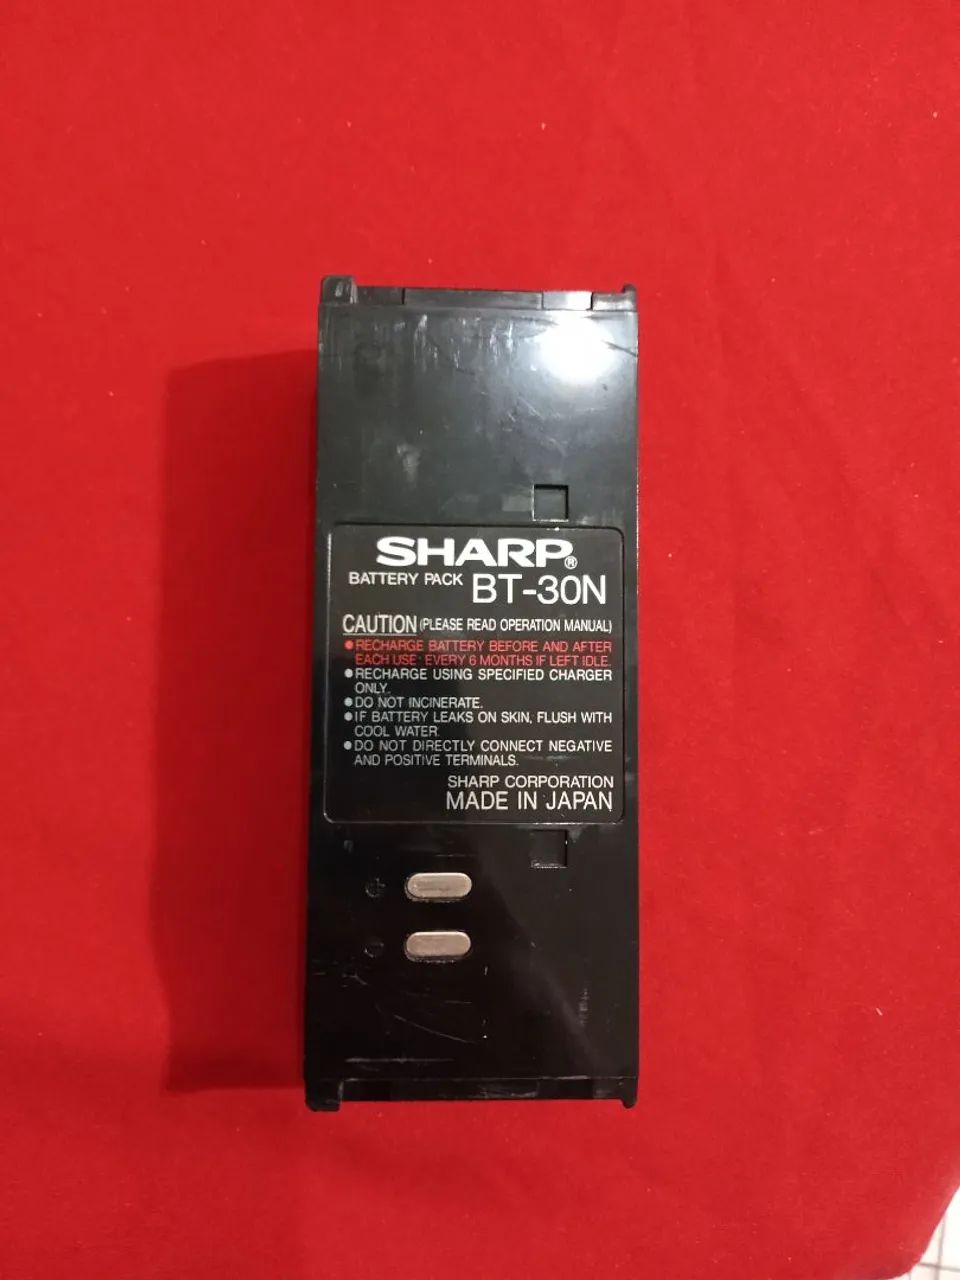 SHARP®
BATTERY PACK BT-30N
CAUTION (PLEASE READ OPERATION MANUAL)
●RECHARGE BATTERY BEFORE AND AFTER
EACH USE· EVERY 6 MONTHS IF LEFT IDLE.
●RECHARGE USING SPECIFIED CHARGER
ONLY.
●DO NOT INCINERATE.
●IF BATTERY LEAKS ON SKIN, FLUSH WITH
COOL WATER.
●DO NOT DIRECTLY CONNECT NEGATIVE
AND POSITIVE TERMINALS.
SHARP CORPORATION
MADE IN JAPAN
+
−